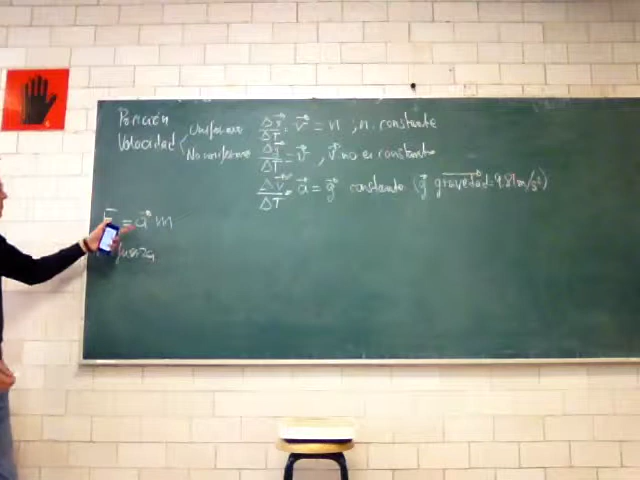 Posición
Velocidad
Uniforme
No uniforme
Δx⃗/ΔT = v⃗ = n ; n. constante
Δx⃗/ΔT = v⃗ , v⃗ no es constante
Δv⃗/ΔT = a⃗ = g⃗ constante (g⃗ gravedad = 9.81m/s²)
F⃗ = a⃗ m
fuerza